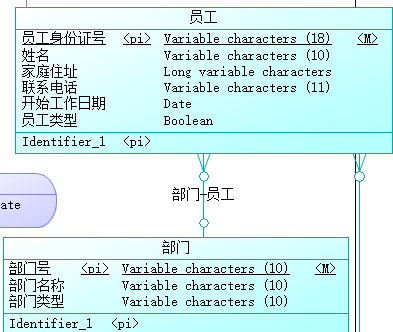 员工
员工身份证号 <pi> Variable characters (18) <M>
姓名 Variable characters (10)
家庭住址 Long variable characters
联系电话 Variable characters (11)
开始工作日期 Date
员工类型 Boolean
Identifier_1 <pi>
部门-员工
ate
部门
部门号 <pi> Variable characters (10) <M>
部门名称 Variable characters (10)
部门类型 Variable characters (10)
Identifier_1 <pi>